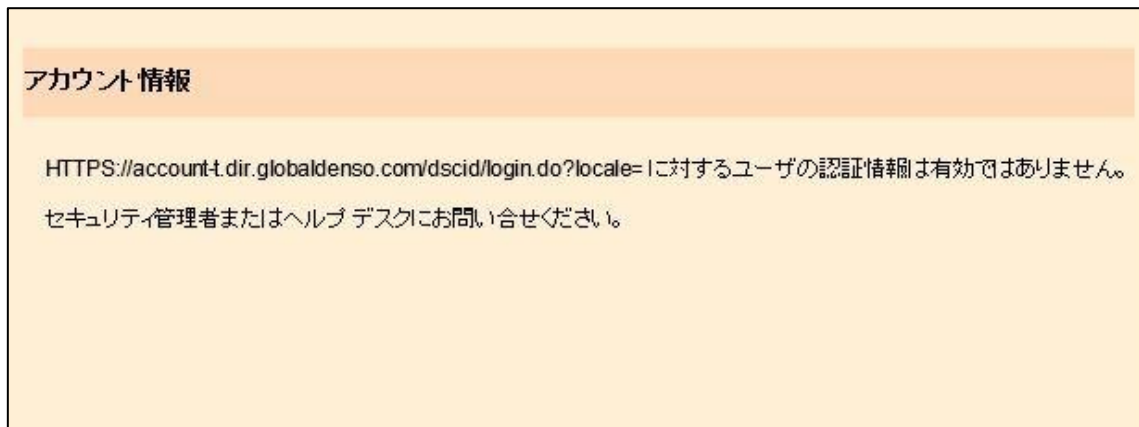 アカウント情報
HTTPS://account-t.dir.globaldenso.com/dscid/login.do?locale= に対するユーザの認証情報は有効ではありません。
セキュリティ管理者またはヘルプ デスクにお問い合せください。